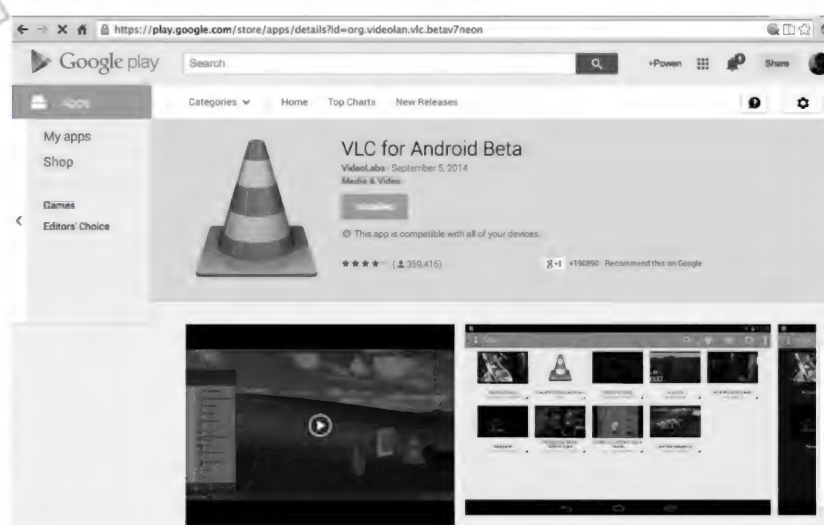 https://play.google.com/store/apps/details?id=org.videolan.vlc.betav7neon
Google play
Search
+Powen
Share
Apps
Categories
Home
Top Charts
New Releases
My apps
Shop
Games
Editors' Choice
VLC for Android Beta
VideoLabs - September 5, 2014
Media & Video
Installed
This app is compatible with all of your devices.
(359,416)
g+1 +190890 Recommend this on Google